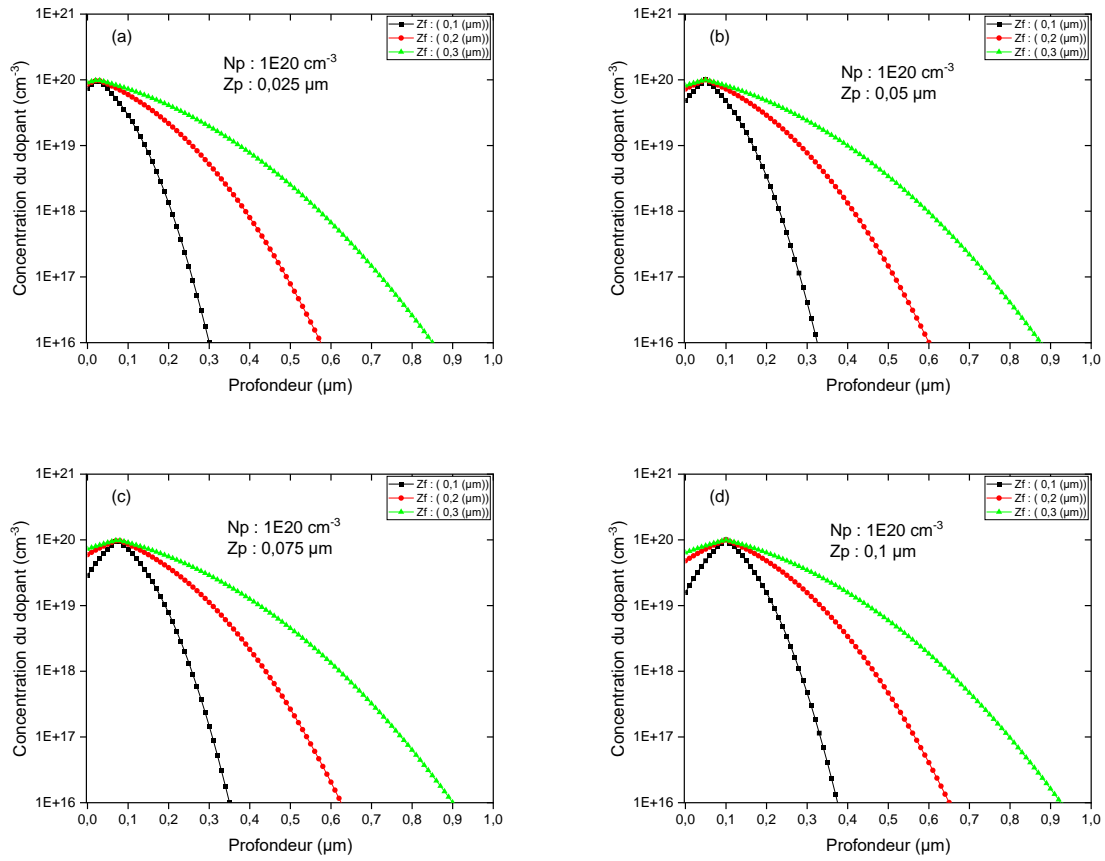 (a)
Np : 1E20 cm⁻³
Zp : 0,025 µm
Zf : ( 0,1 (µm))
Zf : ( 0,2 (µm))
Zf : ( 0,3 (µm))
1E+21
1E+20
1E+19
1E+18
1E+17
1E+16
Concentration du dopant (cm⁻³)
0,0 0,1 0,2 0,3 0,4 0,5 0,6 0,7 0,8 0,9 1,0
Profondeur (µm)
(b)
Np : 1E20 cm⁻³
Zp : 0,05 µm
Zf : ( 0,1 (µm))
Zf : ( 0,2 (µm))
Zf : ( 0,3 (µm))
1E+21
1E+20
1E+19
1E+18
1E+17
1E+16
Concentration du dopant (cm⁻³)
0,0 0,1 0,2 0,3 0,4 0,5 0,6 0,7 0,8 0,9 1,0
Profondeur (µm)
(c)
Np : 1E20 cm⁻³
Zp : 0,075 µm
Zf : ( 0,1 (µm))
Zf : ( 0,2 (µm))
Zf : ( 0,3 (µm))
1E+21
1E+20
1E+19
1E+18
1E+17
1E+16
Concentration du dopant (cm⁻³)
0,0 0,1 0,2 0,3 0,4 0,5 0,6 0,7 0,8 0,9 1,0
Profondeur (µm)
(d)
Np : 1E20 cm⁻³
Zp : 0,1 µm
Zf : ( 0,1 (µm))
Zf : ( 0,2 (µm))
Zf : ( 0,3 (µm))
1E+21
1E+20
1E+19
1E+18
1E+17
1E+16
Concentration du dopant (cm⁻³)
0,0 0,1 0,2 0,3 0,4 0,5 0,6 0,7 0,8 0,9 1,0
Profondeur (µm)